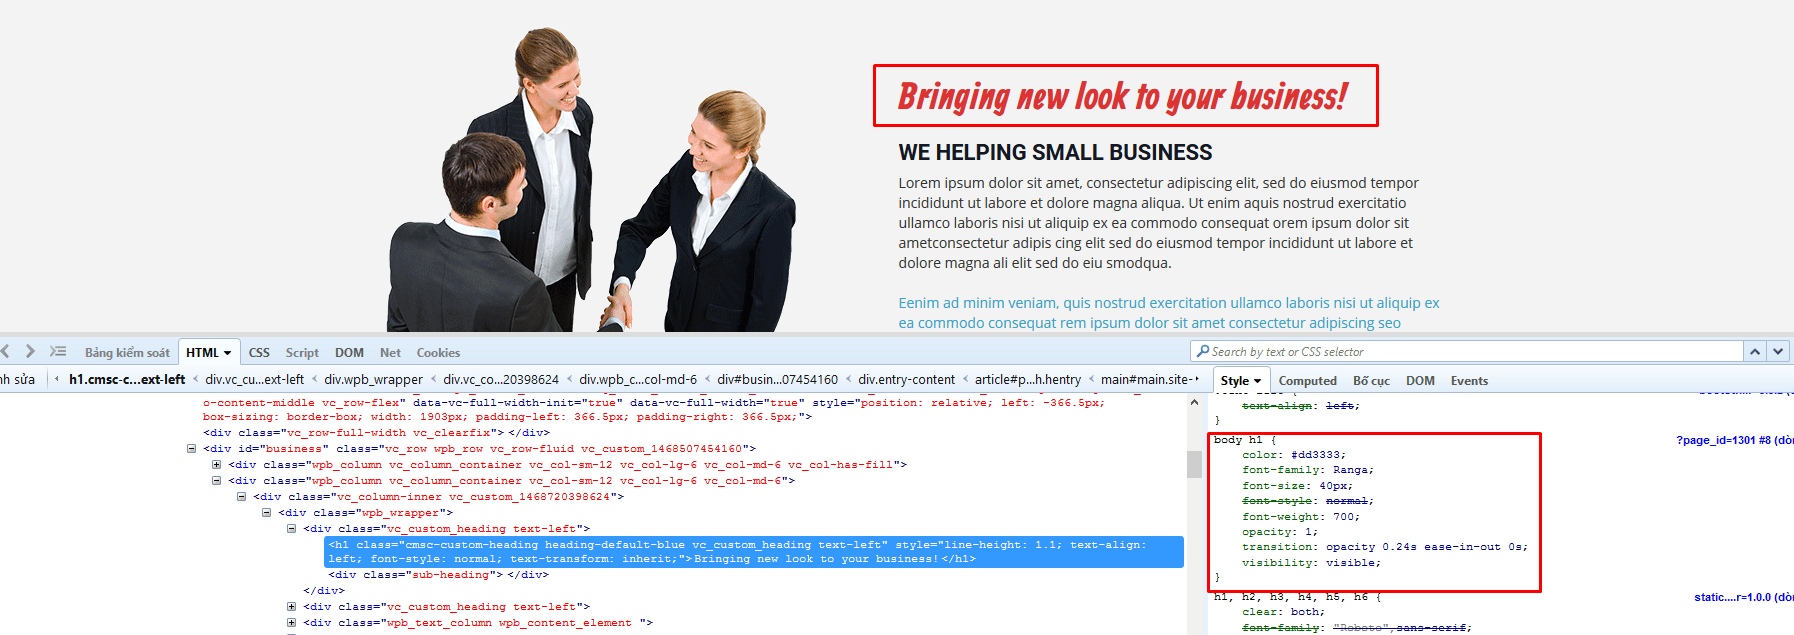 Bringing new look to your business!
WE HELPING SMALL BUSINESS
Lorem ipsum dolor sit amet, consectetur adipiscing elit, sed do eiusmod tempor
incididunt ut labore et dolore magna aliqua. Ut enim aquis nostrud exercitatio
ullamco laboris nisi ut aliquip ex ea commodo consequat orem ipsum dolor sit
ametconsectetur adipis cing elit sed do eiusmod tempor incididunt ut labore et
dolore magna ali elit sed do eiu smodqua.
Eenim ad minim veniam, quis nostrud exercitation ullamco laboris nisi ut aliquip ex
ea commodo consequat rem ipsum dolor sit amet consectetur adipiscing seo
Bảng kiểm soát HTML CSS Script DOM Net Cookies
Search by text or CSS selector
nh sửa h1.cmsc-c...ext-left < div.vc_cu...ext-left < div.wpb_wrapper < div.vc_co...20398624 < div.wpb_c...col-md-6 < div#busin...07454160 < div.entry-content < article#p...h.hentry < main#main.site-
Style Computed Bố cục DOM Events
o-content-middle vc_row-flex" data-vc-full-width-init="true" data-vc-full-width="true" style="position: relative; left: -366.5px;
box-sizing: border-box; width: 1903px; padding-left: 366.5px; padding-right: 366.5px;">
<div class="vc_row-full-width vc_clearfix"> </div>
<div id="business" class="vc_row wpb_row vc_row-fluid vc_custom_1468507454160">
<div class="wpb_column vc_column_container vc_col-sm-12 vc_col-lg-6 vc_col-md-6 vc_col-has-fill">
<div class="wpb_column vc_column_container vc_col-sm-12 vc_col-lg-6 vc_col-md-6">
<div class="vc_column-inner vc_custom_1468720398624">
<div class="wpb_wrapper">
<div class="vc_custom_heading text-left">
<h1 class="cmsc-custom-heading heading-default-blue vc_custom_heading text-left" style="line-height: 1.1; text-align:
left; font-style: normal; text-transform: inherit;">Bringing new look to your business!</h1>
<div class="sub-heading"> </div>
</div>
<div class="vc_custom_heading text-left">
<div class="wpb_text_column wpb_content_element ">
text-align: left;
}
body h1 { ?page_id=1301 #8 (dò
color: #dd3333;
font-family: Ranga;
font-size: 40px;
font-style: normal;
font-weight: 700;
opacity: 1;
transition: opacity 0.24s ease-in-out 0s;
visibility: visible;
}
h1, h2, h3, h4, h5, h6 { static....r=1.0.0 (dò
clear: both;
font-family: "Roboto",sans-serif;